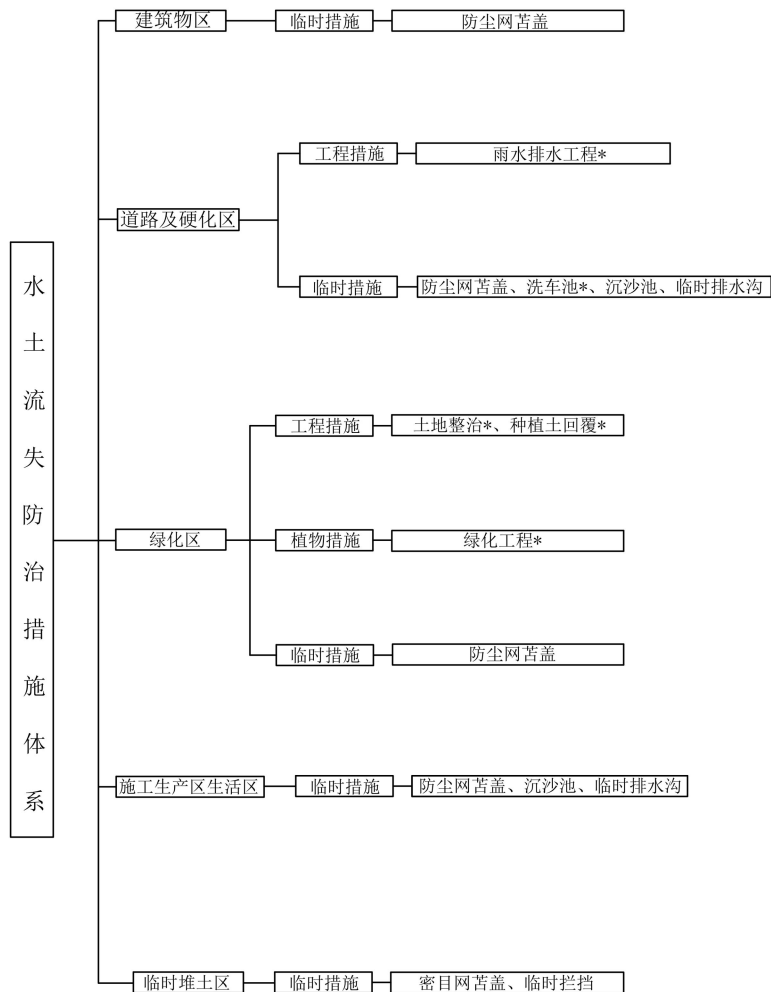 水土流失防治措施体系
建筑物区
临时措施
防尘网苫盖
道路及硬化区
工程措施
雨水排水工程*
临时措施
防尘网苫盖、洗车池*、沉沙池、临时排水沟
绿化区
工程措施
土地整治*、种植土回覆*
植物措施
绿化工程*
临时措施
防尘网苫盖
施工生产区生活区
临时措施
防尘网苫盖、沉沙池、临时排水沟
临时堆土区
临时措施
密目网苫盖、临时拦挡